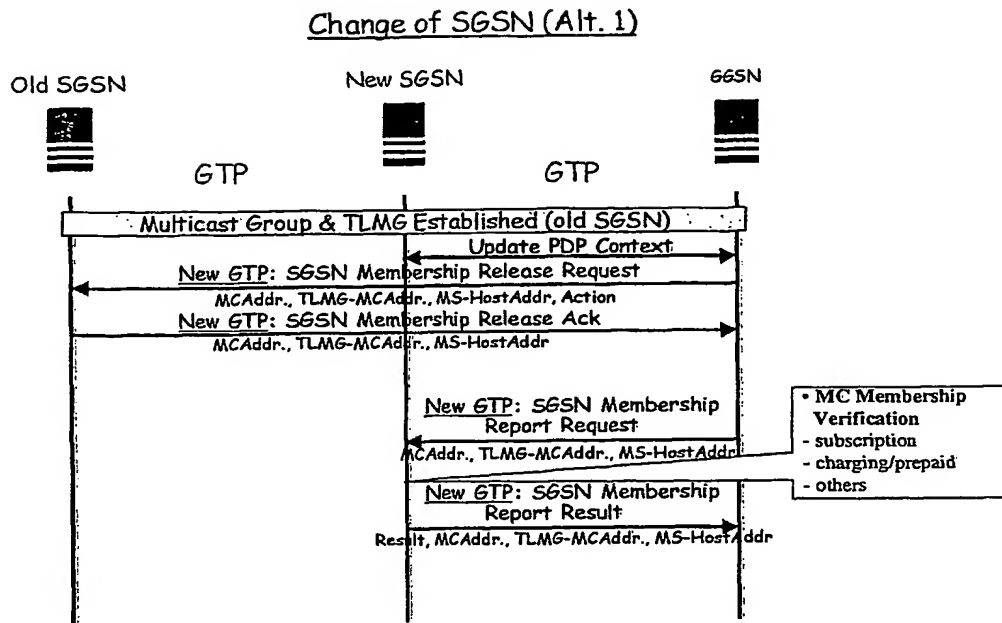 Change of SGSN (Alt. 1)
Old SGSN
New SGSN
GGSN
GTP
GTP
Multicast Group & TLMG Established (old SGSN)
Update PDP Context
New GTP: SGSN Membership Release Request
MCAddr., TLMG-MCAddr., MS-HostAddr, Action
New GTP: SGSN Membership Release Ack
MCAddr., TLMG-MCAddr., MS-HostAddr
New GTP: SGSN Membership
Report Request
MCAddr., TLMG-MCAddr., MS-HostAddr
• MC Membership
Verification
- subscription
- charging/prepaid
- others
New GTP: SGSN Membership
Report Result
Result, MCAddr., TLMG-MCAddr., MS-HostAddr